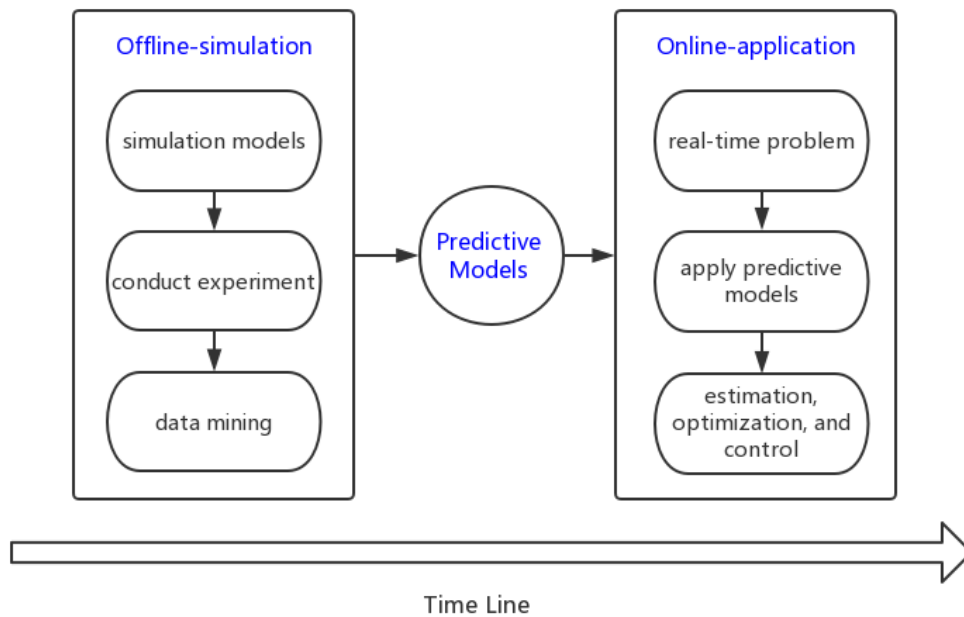 Offline-simulation
simulation models
conduct experiment
data mining
Predictive
Models
Online-application
real-time problem
apply predictive
models
estimation,
optimization, and
control
Time Line